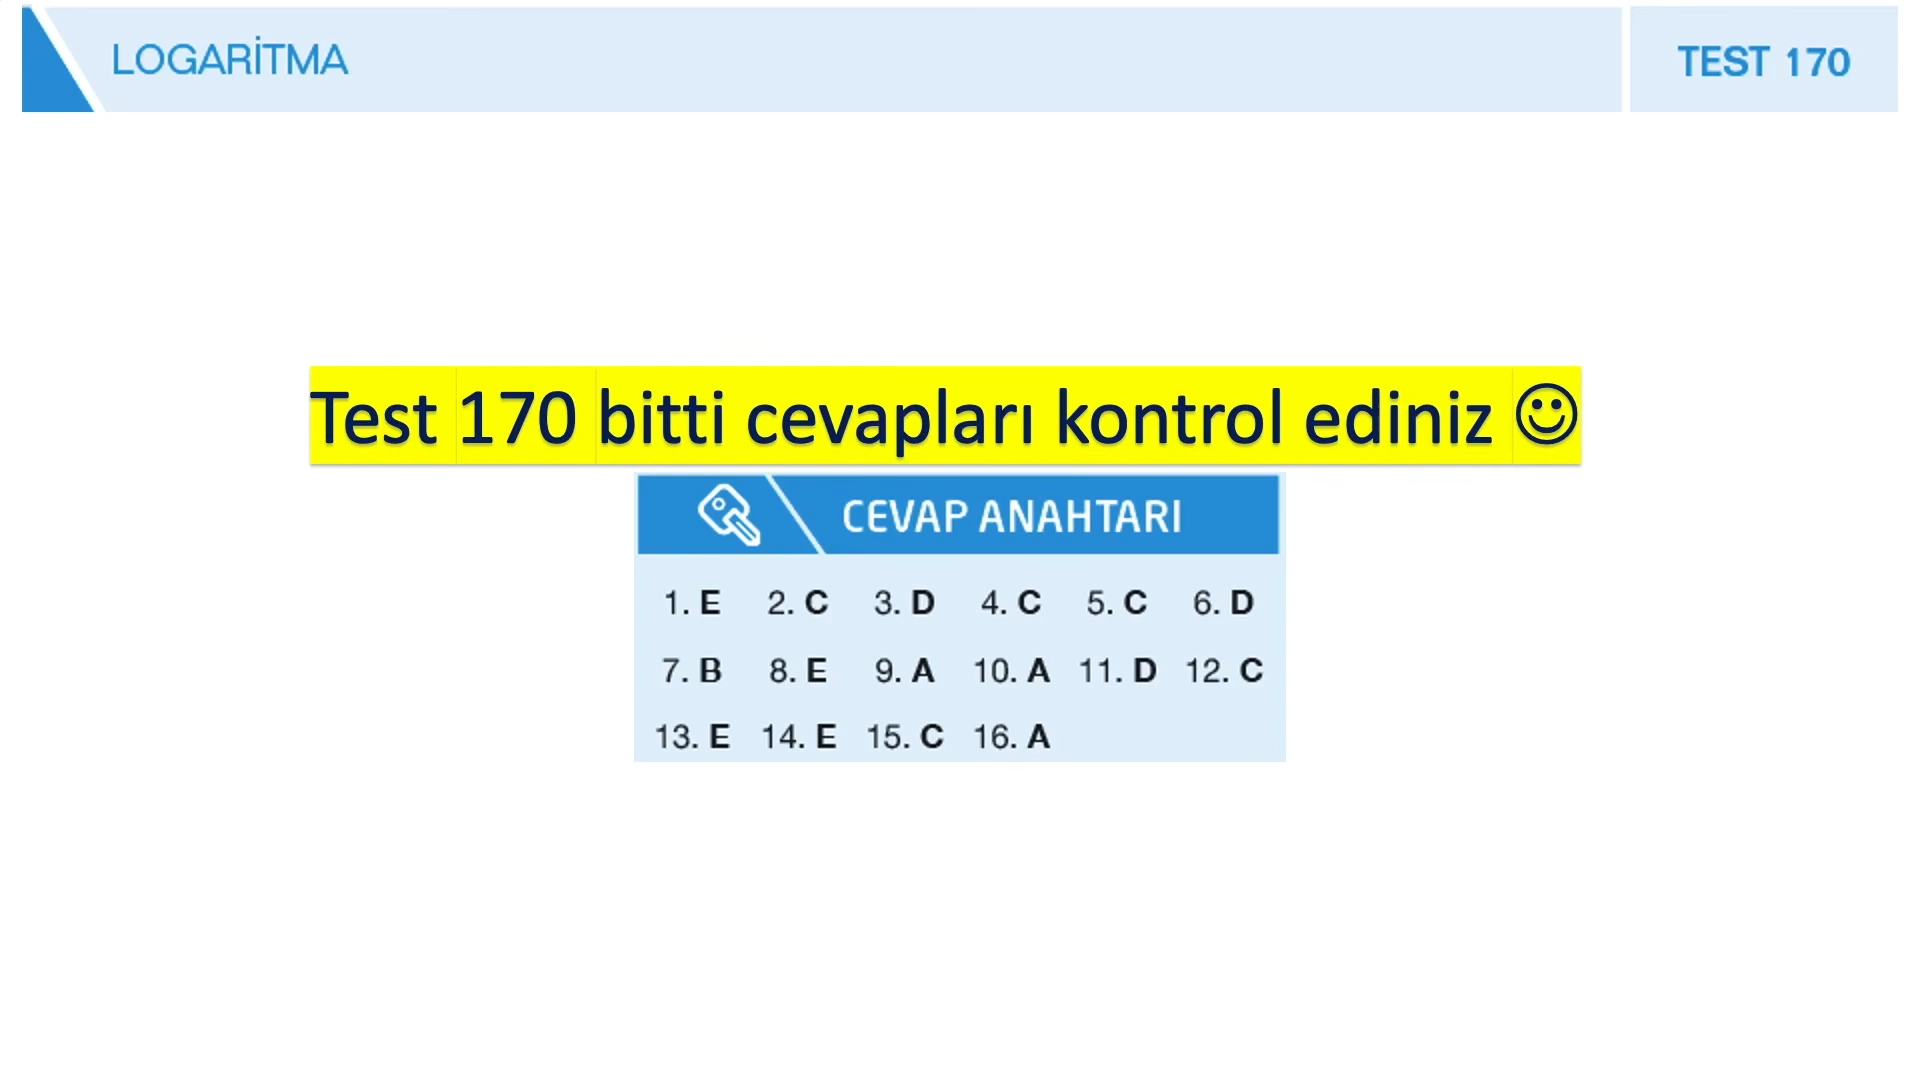 LOGARİTMA
TEST 170
Test 170 bitti cevapları kontrol ediniz ☺
CEVAP ANAHTARI
1. E 2. C 3. D 4. C 5. C 6. D
7. B 8. E 9. A 10. A 11. D 12. C
13. E 14. E 15. C 16. A